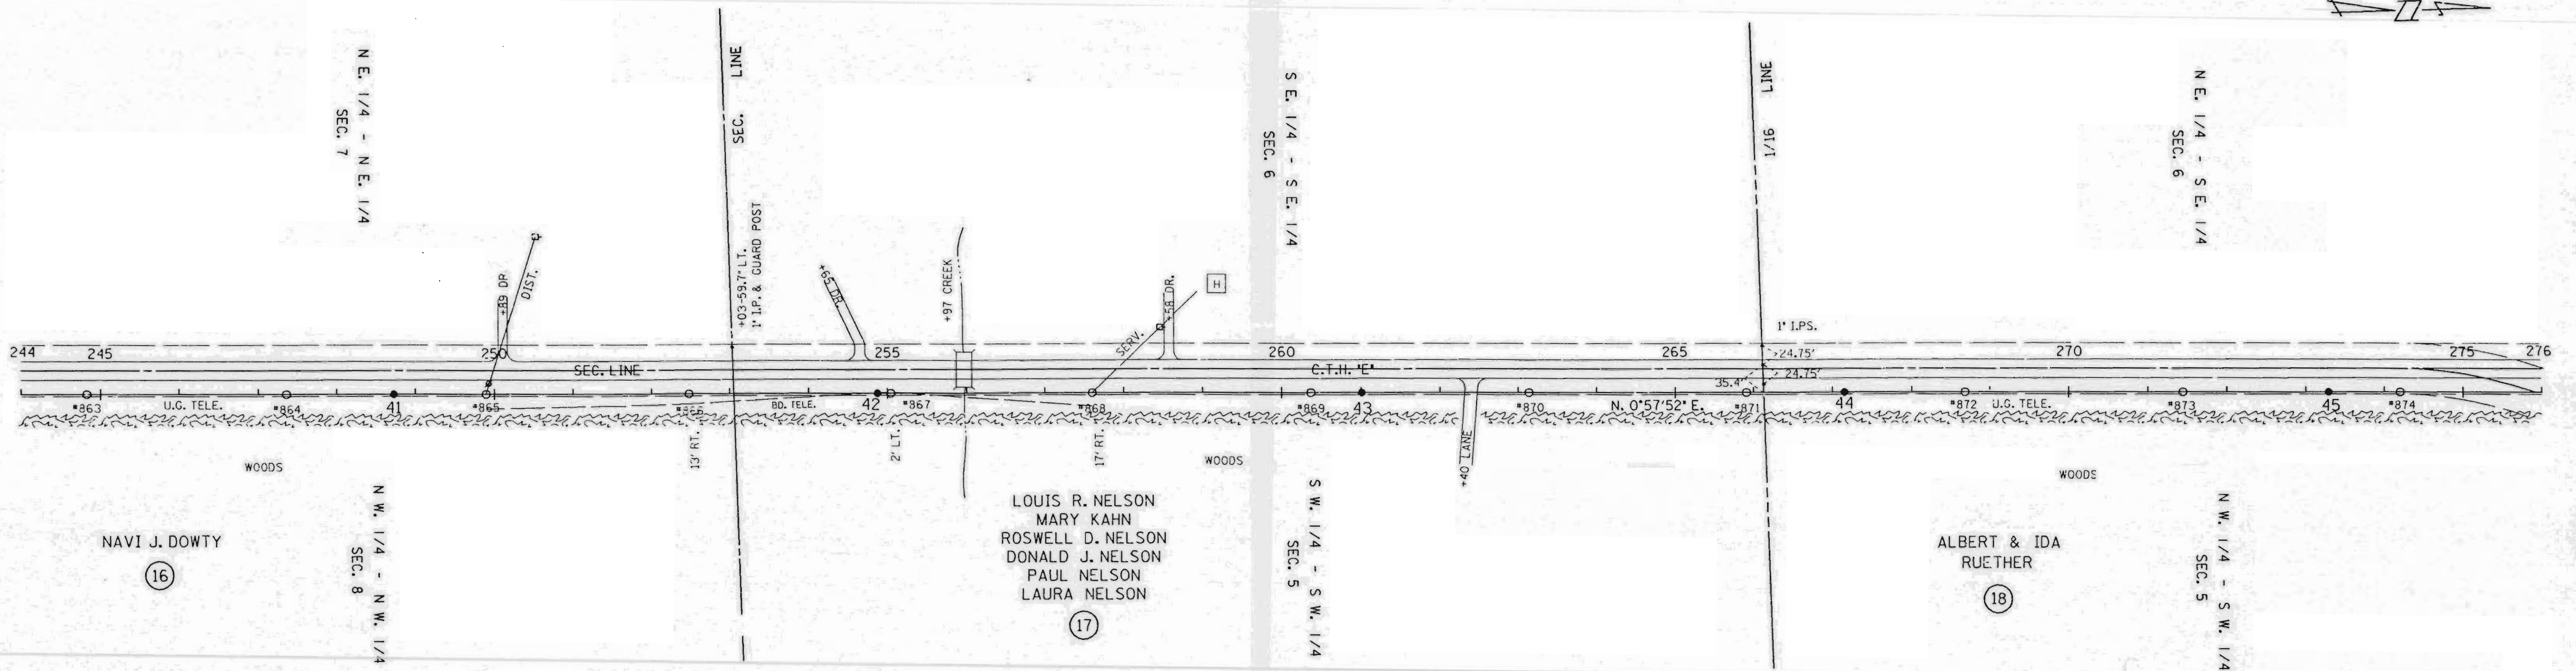 N E. 1/4 - N E. 1/4
SEC. 7
SEC. LINE
+03-59.7' LT.
1" I.P. & GUARD POST
S E. 1/4 - S E. 1/4
SEC. 6
1/16 LINE
N E. 1/4 - S E. 1/4
SEC. 6
+89 DR.
DIST.
+65 DR.
+97 CREEK
+58 DR.
SERV.
H
1" I.PS.
244 245 250 255 260 265 270 275 276
SEC. LINE
C.T.H. "E"
24.75'
24.75'
35.4'
#863 U.G. TELE. #864 41 #865 #866 BD. TELE. 42 #867 #868 #869 43 #870 N. 0°57'52" E. #871 44 #872 U.G. TELE. #873 45 #874
13' RT.
2' LT.
17' RT.
+40 LANE
WOODS
WOODS
WOODS
N W. 1/4 - N W. 1/4
SEC. 8
NAVI J. DOWTY
16
LOUIS R. NELSON
MARY KAHN
ROSWELL D. NELSON
DONALD J. NELSON
PAUL NELSON
LAURA NELSON
17
S W. 1/4 - S W. 1/4
SEC. 5
ALBERT & IDA
RUETHER
18
N W. 1/4 - S W. 1/4
SEC. 5